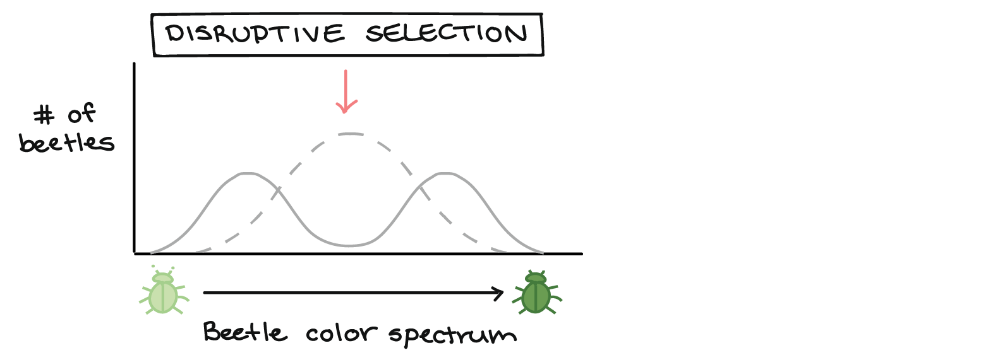 DISRUPTIVE SELECTION
# of
beetles
Beetle color spectrum